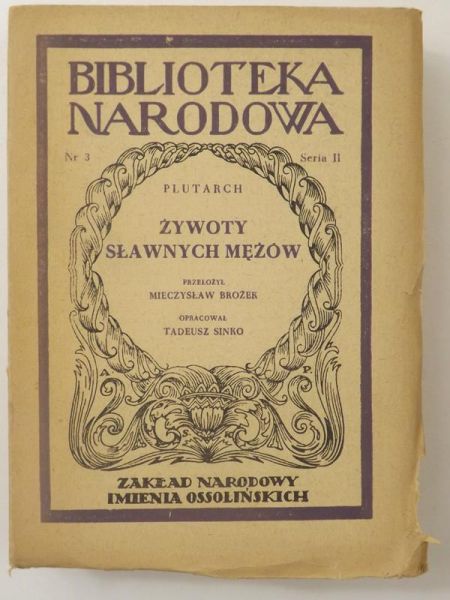 BIBLIOTEKA
NARODOWA
Nr 3 Seria II
PLUTARCH
ŻYWOTY
SŁAWNYCH MĘŻÓW
PRZEŁOŻYŁ
MIECZYSŁAW BROŻEK
OPRACOWAŁ
TADEUSZ SINKO
A P
ZAKŁAD NARODOWY
IMIENIA OSSOLIŃSKICH